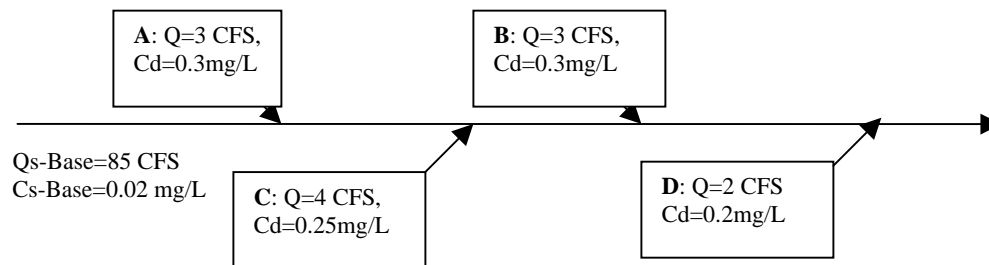 A: Q=3 CFS,
Cd=0.3mg/L
B: Q=3 CFS,
Cd=0.3mg/L
Qs-Base=85 CFS
Cs-Base=0.02 mg/L
C: Q=4 CFS,
Cd=0.25mg/L
D: Q=2 CFS
Cd=0.2mg/L